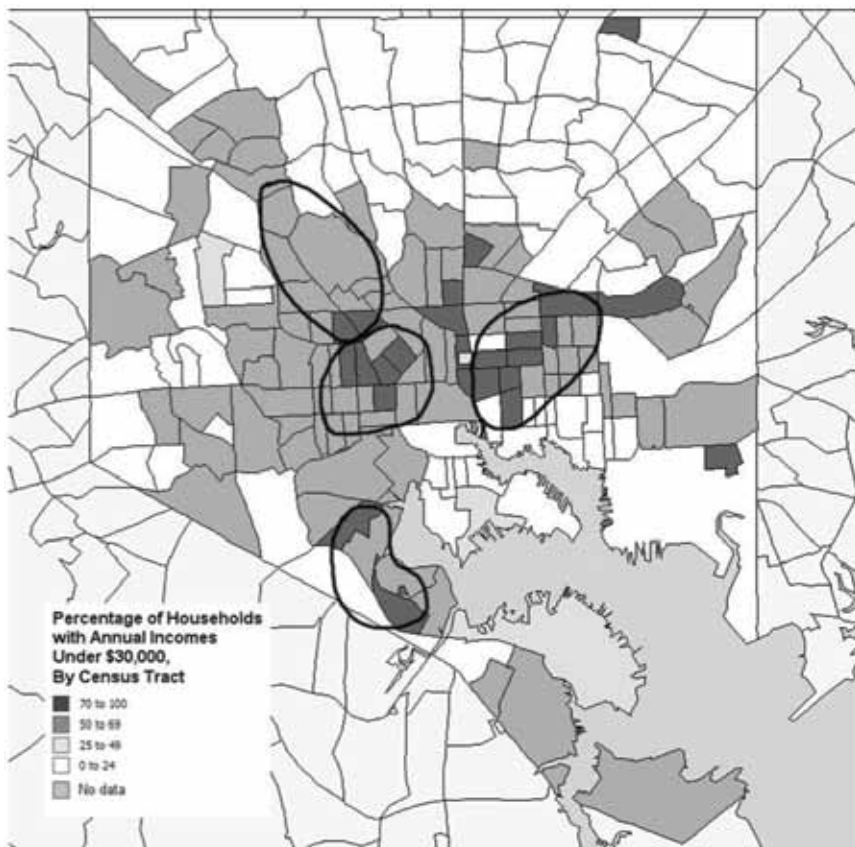 Percentage of Households
with Annual Incomes
Under $30,000,
By Census Tract
70 to 100
50 to 69
25 to 49
0 to 24
No data